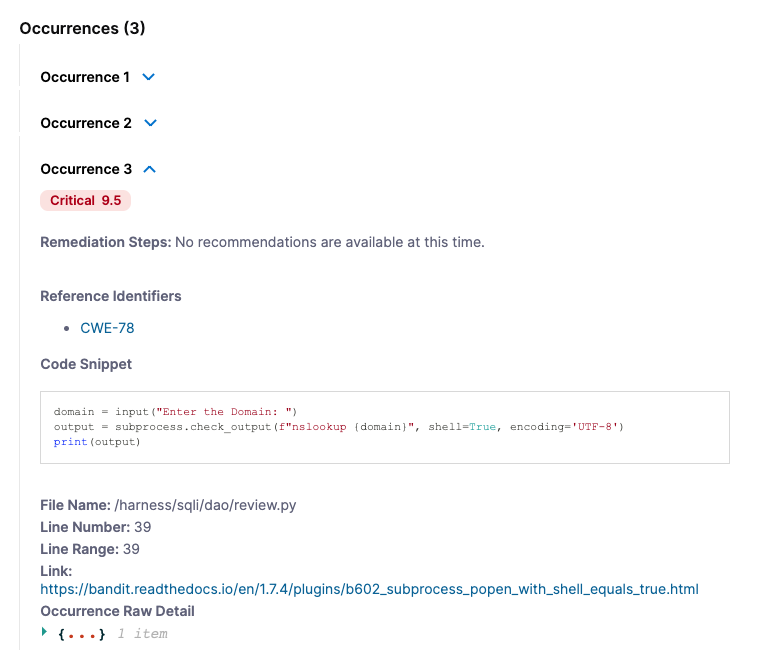 Occurrences (3)
Occurrence 1
Occurrence 2
Occurrence 3
Critical 9.5
Remediation Steps: No recommendations are available at this time.
Reference Identifiers
• CWE-78
Code Snippet
domain = input("Enter the Domain: ")
output = subprocess.check_output(f"nslookup {domain}", shell=True, encoding='UTF-8')
print(output)
File Name: /harness/sqli/dao/review.py
Line Number: 39
Line Range: 39
Link:
https://bandit.readthedocs.io/en/1.7.4/plugins/b602_subprocess_popen_with_shell_equals_true.html
Occurrence Raw Detail
{...} 1 item